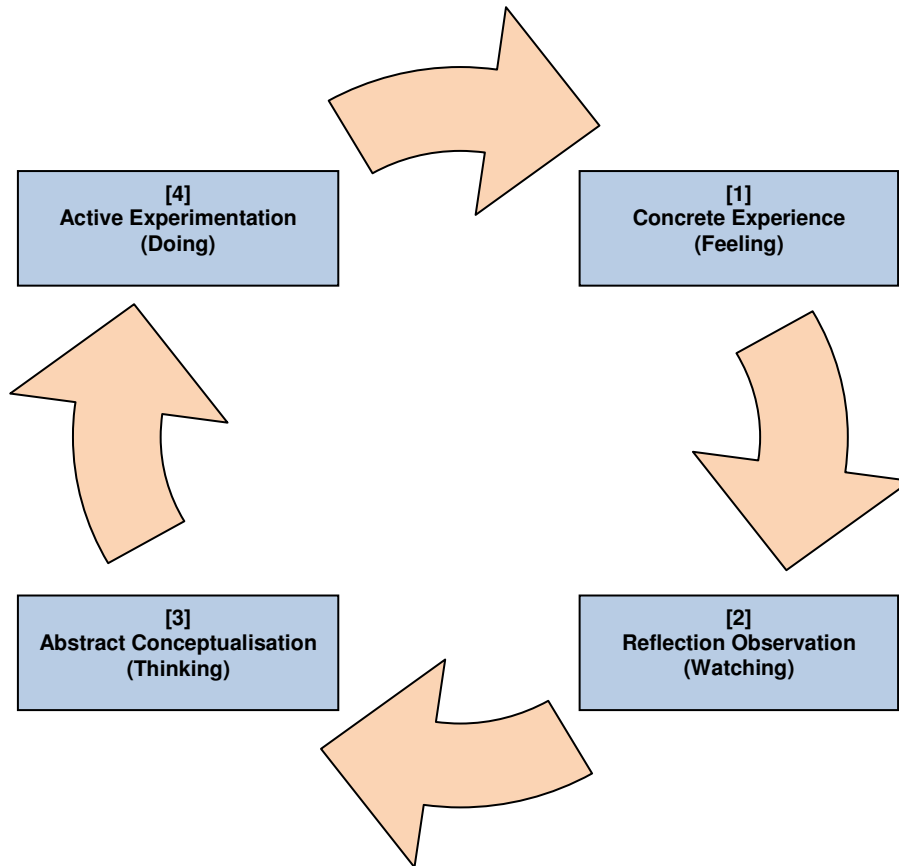 [4]
Active Experimentation
(Doing)
[1]
Concrete Experience
(Feeling)
[3]
Abstract Conceptualisation
(Thinking)
[2]
Reflection Observation
(Watching)